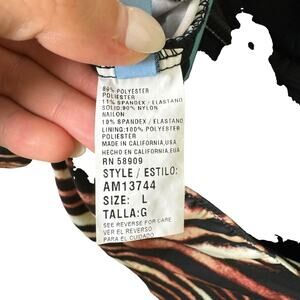 89% POLYESTER
POLIESTER
11% SPANDEX / ELASTANO
SOLID:90% NYLON
NAILON
10% SPANDEX / ELASTANO
LINING:100% POLYESTER
POLIESTER
MADE IN CALIFORNIA,USA
HECHO EN CALIFORNIA,EUA
RN 58909
STYLE / ESTILO:
AM13744
SIZE: L
TALLA:G
SEE REVERSE FOR CARE
VER EL REVERSO
PARA EL CUIDADO